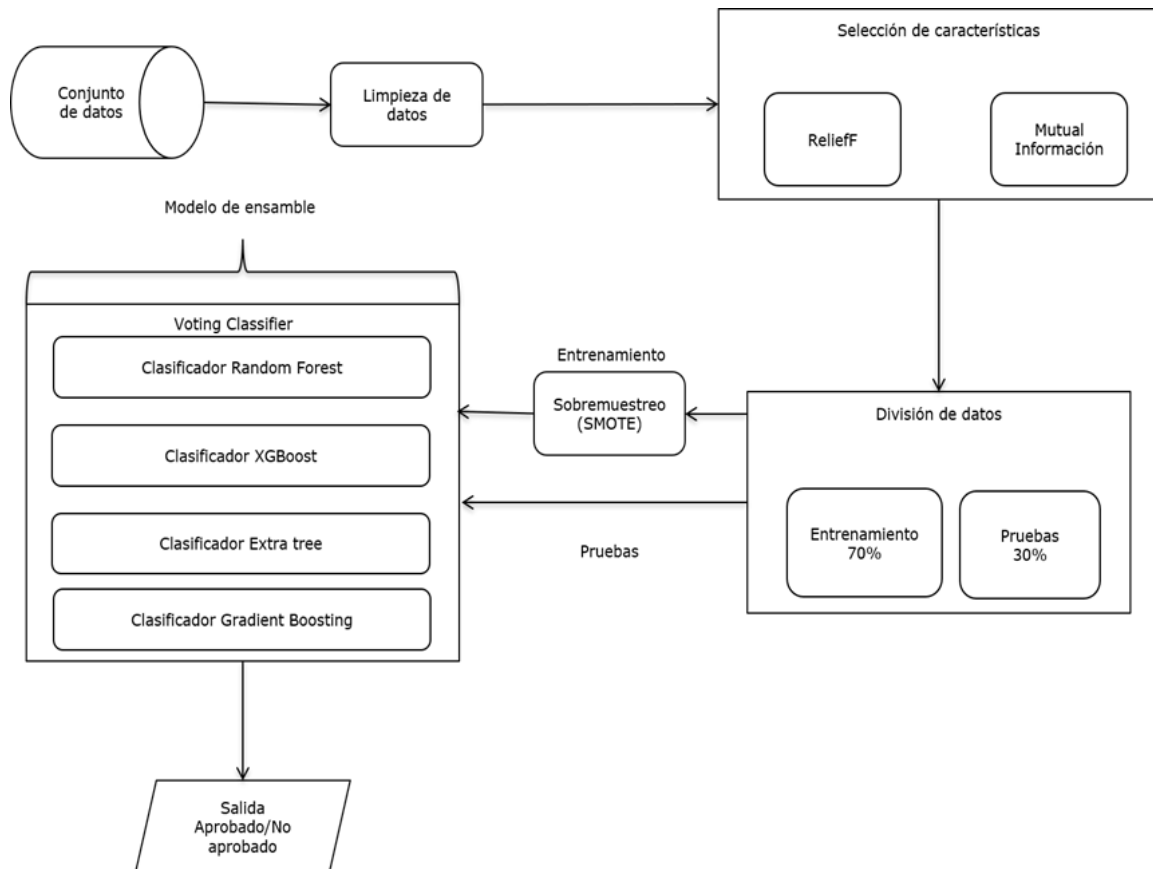 Conjunto
de datos
Limpieza de
datos
Selección de características
ReliefF
Mutual
Información
Modelo de ensamble
Voting Classifier
Clasificador Random Forest
Clasificador XGBoost
Clasificador Extra tree
Clasificador Gradient Boosting
Entrenamiento
Sobremuestreo
(SMOTE)
Pruebas
División de datos
Entrenamiento
70%
Pruebas
30%
Salida
Aprobado/No
aprobado